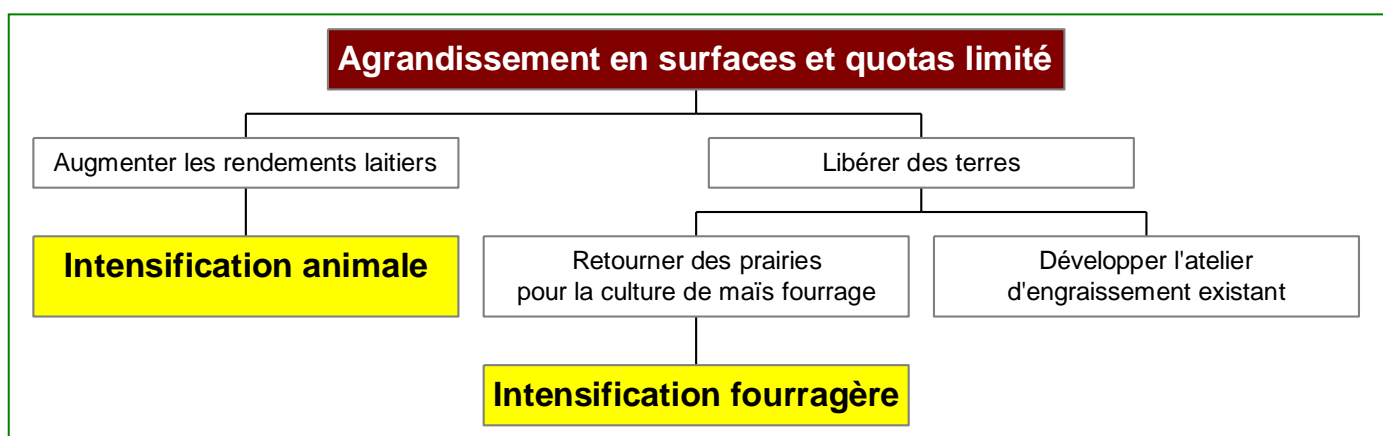 Agrandissement en surfaces et quotas limité
Augmenter les rendements laitiers
Libérer des terres
Intensification animale
Retourner des prairies
pour la culture de maïs fourrage
Développer l'atelier
d'engraissement existant
Intensification fourragère